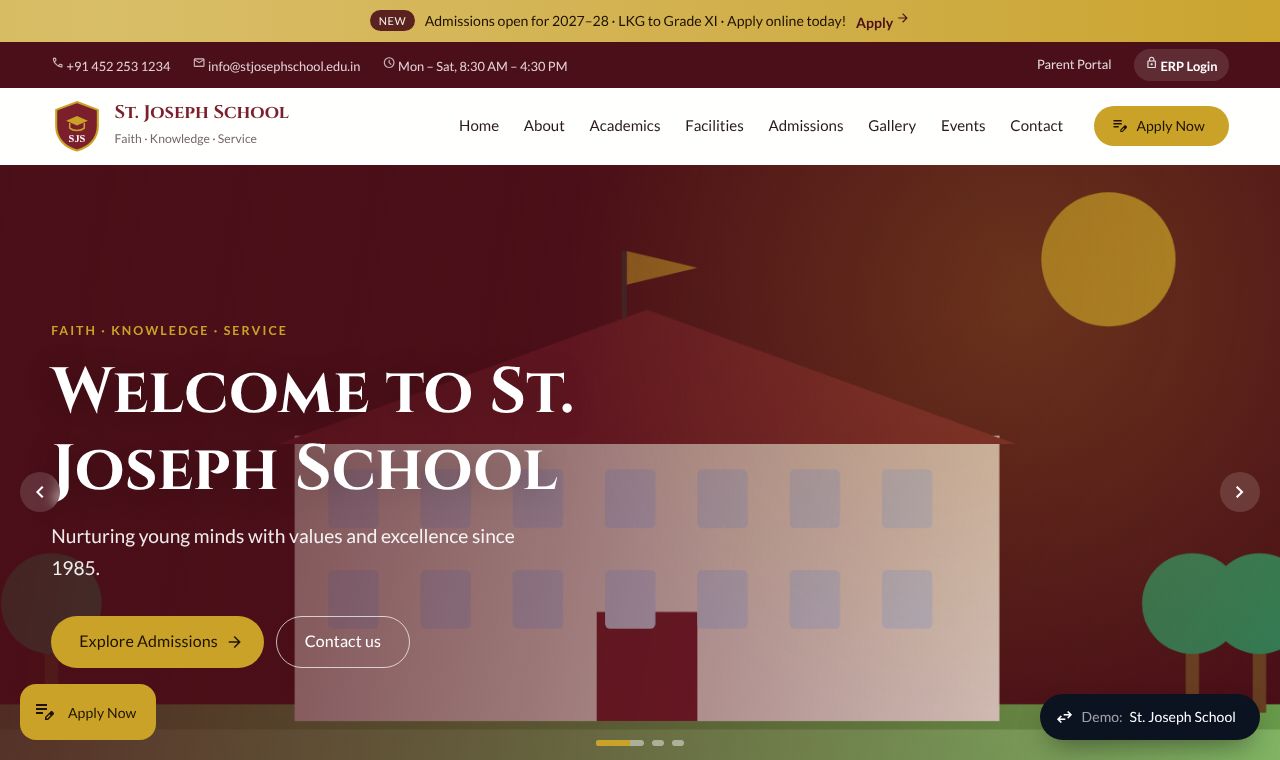 NEW Admissions open for 2027–28 · LKG to Grade XI · Apply online today! Apply →
+91 452 253 1234 info@stjosephschool.edu.in Mon – Sat, 8:30 AM – 4:30 PM Parent Portal ERP Login
SJS
St. Joseph School
Faith · Knowledge · Service
Home About Academics Facilities Admissions Gallery Events Contact Apply Now
FAITH · KNOWLEDGE · SERVICE
Welcome to St.
Joseph School
Nurturing young minds with values and excellence since
1985.
Explore Admissions → Contact us
Apply Now
Demo: St. Joseph School